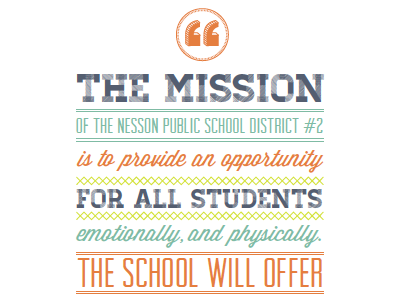 “
THE MISSION
OF THE NESSON PUBLIC SCHOOL DISTRICT #2
is to provide an opportunity
FOR ALL STUDENTS
emotionally, and physically.
THE SCHOOL WILL OFFER